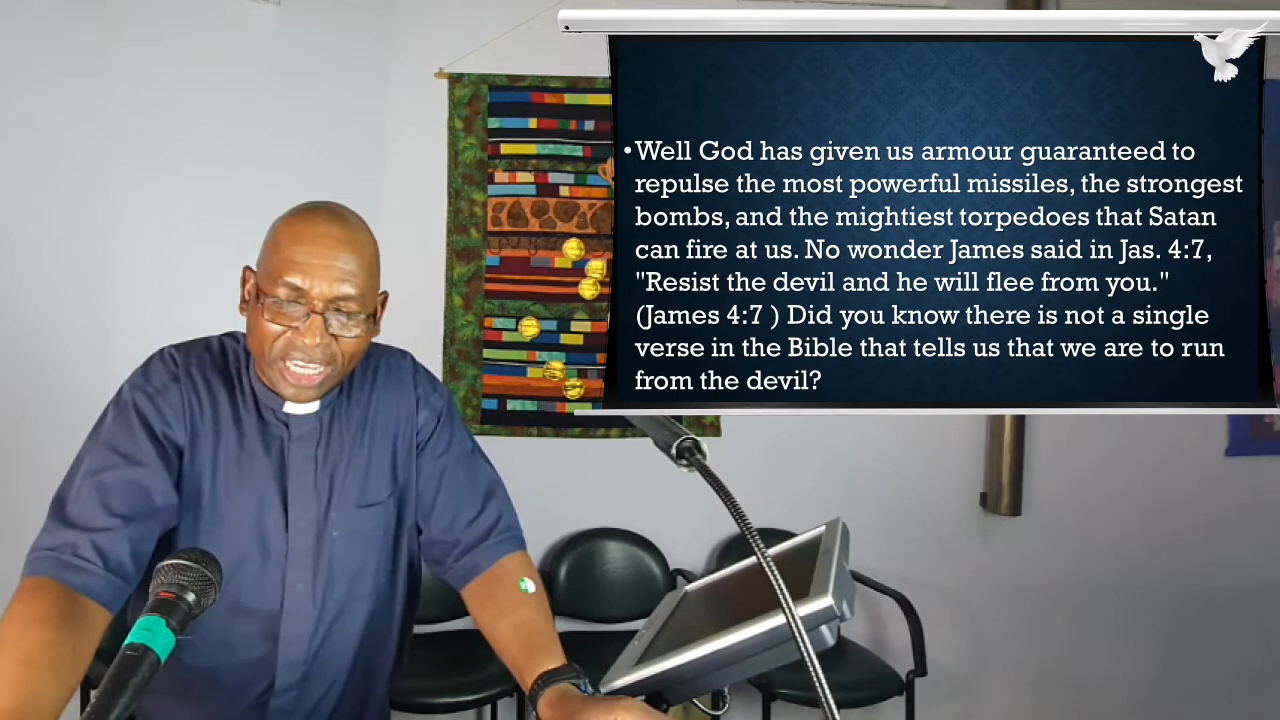 •Well God has given us armour guaranteed to
repulse the most powerful missiles, the strongest
bombs, and the mightiest torpedoes that Satan
can fire at us. No wonder James said in Jas. 4:7,
"Resist the devil and he will flee from you."
(James 4:7 ) Did you know there is not a single
verse in the Bible that tells us that we are to run
from the devil?